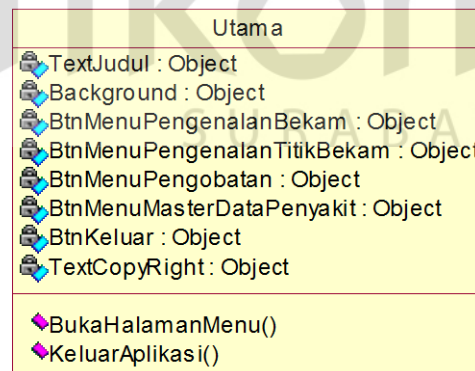 Utama
TextJudul : Object
Background : Object
BtnMenuPengenalanBekam : Object
BtnMenuPengenalanTitikBekam : Object
BtnMenuPengobatan : Object
BtnMenuMasterDataPenyakit : Object
BtnKeluar : Object
TextCopyRight : Object
BukaHalamanMenu()
KeluarAplikasi()